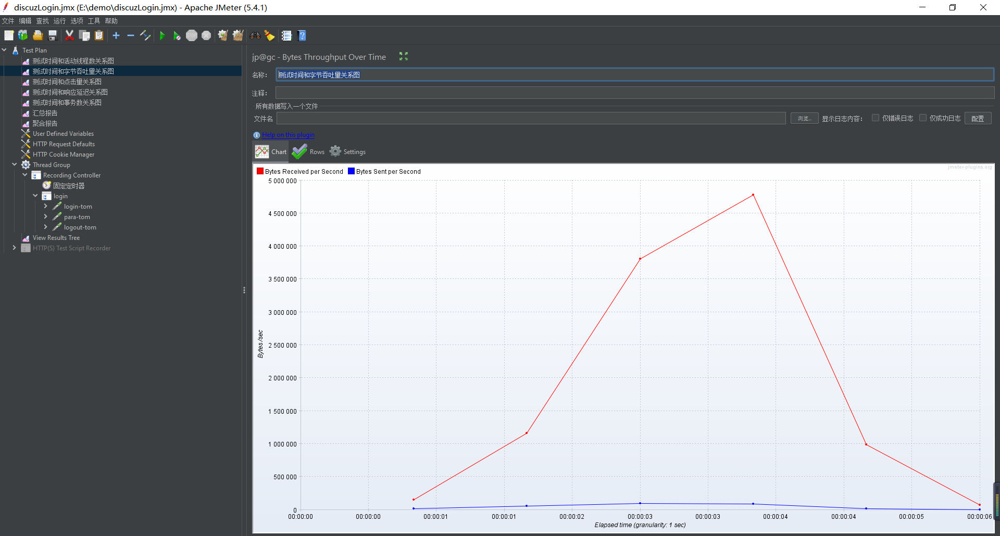 discuzLogin.jmx (E:\demo\discuzLogin.jmx) - Apache JMeter (5.4.1)
文件 编辑 查找 运行 选项 工具 帮助
Test Plan
测试时间和活动线程数关系图
测试时间和字节吞吐量关系图
测试时间和点击量关系图
测试时间和响应延迟关系图
测试时间和事务数关系图
汇总报告
聚合报告
User Defined Variables
HTTP Request Defaults
HTTP Cookie Manager
Thread Group
Recording Controller
固定定时器
login
login-tom
para-tom
logout-tom
View Results Tree
HTTP(S) Test Script Recorder
jp@gc - Bytes Throughput Over Time
名称： 测试时间和字节吞吐量关系图
注释：
所有数据写入一个文件
文件名 浏览... 显示日志内容： 仅错误日志 仅成功日志 配置
Help on this plugin
Chart Rows Settings
Bytes Received per Second Bytes Sent per Second
jmeter-plugins.org
5 000 000
4 500 000
4 000 000
3 500 000
3 000 000
2 500 000
2 000 000
1 500 000
1 000 000
500 000
0
Bytes/sec
00:00:00 00:00:00 00:00:01 00:00:01 00:00:02 00:00:03 00:00:03 00:00:04 00:00:04 00:00:05 00:00:06
Elapsed time (granularity: 1 sec)